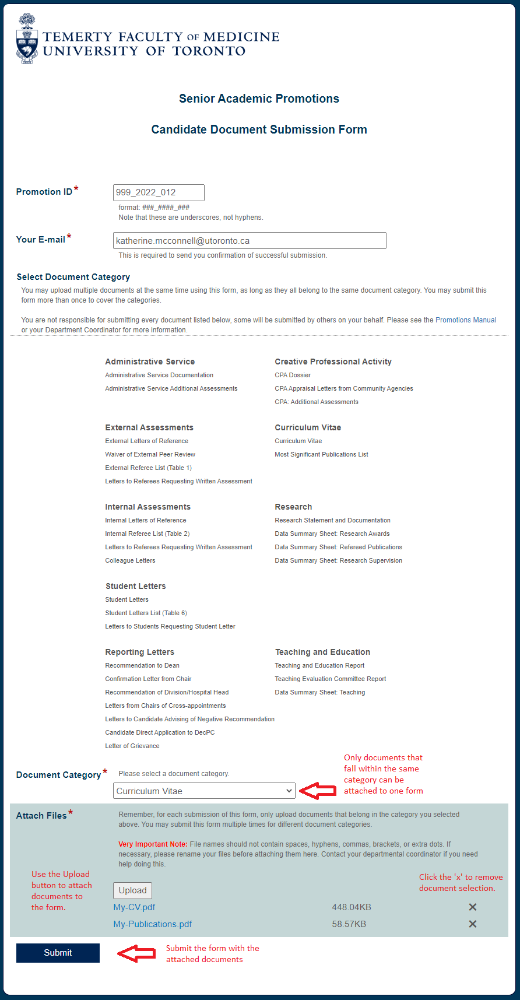 TEMERTY FACULTY OF MEDICINE
UNIVERSITY OF TORONTO
Senior Academic Promotions
Candidate Document Submission Form
Promotion ID*
999_2022_012
format: ###_####_###
Note that these are underscores, not hyphens.
Your E-mail*
katherine.mcconnell@utoronto.ca
This is required to send you confirmation of successful submission.
Select Document Category
You may upload multiple documents at the same time using this form, as long as they all belong to the same document category. You may submit this
form more than once to cover the categories.
You are not responsible for submitting every document listed below, some will be submitted by others on your behalf. Please see the Promotions Manual
or your Department Coordinator for more information.
Administrative Service
Administrative Service Documentation
Administrative Service Additional Assessments
Creative Professional Activity
CPA Dossier
CPA Appraisal Letters from Community Agencies
CPA: Additional Assessments
External Assessments
External Letters of Reference
Waiver of External Peer Review
External Referee List (Table 1)
Letters to Referees Requesting Written Assessment
Curriculum Vitae
Curriculum Vitae
Most Significant Publications List
Internal Assessments
Internal Letters of Reference
Internal Referee List (Table 2)
Letters to Referees Requesting Written Assessment
Colleague Letters
Research
Research Statement and Documentation
Data Summary Sheet: Research Awards
Data Summary Sheet: Refereed Publications
Data Summary Sheet: Research Supervision
Student Letters
Student Letters
Student Letters List (Table 6)
Letters to Students Requesting Student Letter
Reporting Letters
Recommendation to Dean
Confirmation Letter from Chair
Recommendation of Division/Hospital Head
Letters from Chairs of Cross-appointments
Letters to Candidate Advising of Negative Recommendation
Candidate Direct Application to DecPC
Letter of Grievance
Teaching and Education
Teaching and Education Report
Teaching Evaluation Committee Report
Data Summary Sheet: Teaching
Document Category*
Please select a document category.
Curriculum Vitae
Only documents that
fall within the same
category can be
attached to one form
Attach Files*
Remember, for each submission of this form, only upload documents that belong in the category you selected
above. You may submit this form multiple times for different document categories.
Very Important Note: File names should not contain spaces, hyphens, commas, brackets, or extra dots. If
necessary, please rename your files before attaching them here. Contact your departmental coordinator if you need
help doing this.
Use the Upload
button to attach
documents to
the form.
Click the 'x' to remove
document selection.
Upload
My-CV.pdf 448.04KB ✕
My-Publications.pdf 58.57KB ✕
Submit
Submit the form with the
attached documents